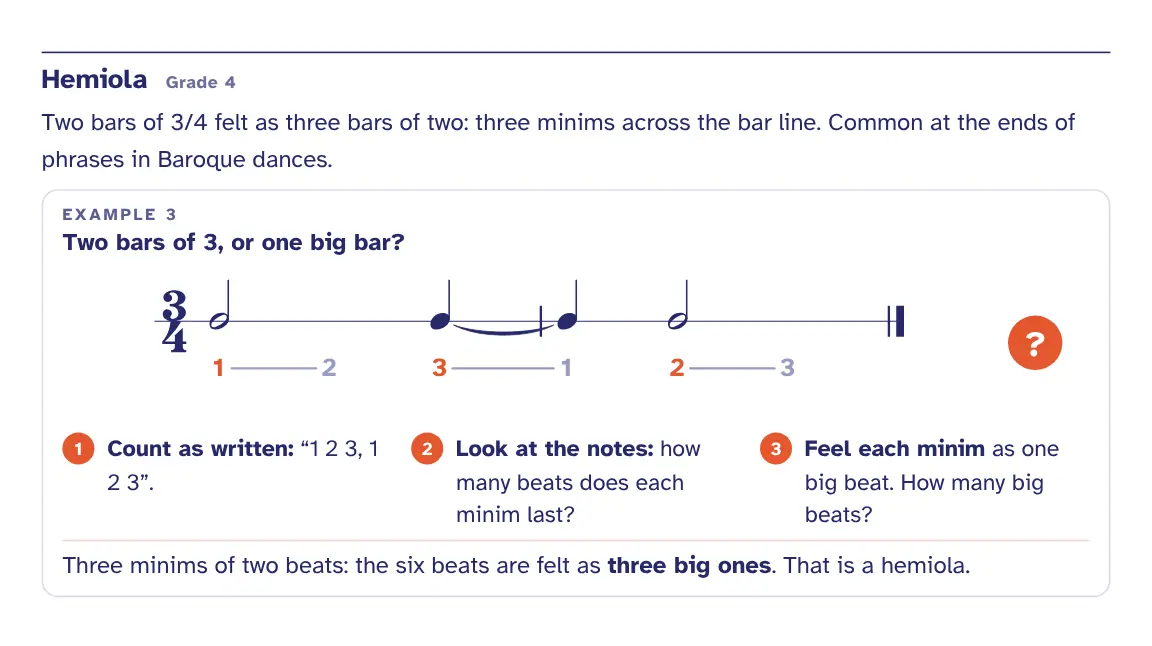 Hemiola Grade 4
Two bars of 3/4 felt as three bars of two: three minims across the bar line. Common at the ends of
phrases in Baroque dances.
EXAMPLE 3
Two bars of 3, or one big bar?
3
4
1 2 3 1 2 3
?
1 Count as written: “1 2 3, 1
2 3”.
2 Look at the notes: how
many beats does each
minim last?
3 Feel each minim as one
big beat. How many big
beats?
Three minims of two beats: the six beats are felt as three big ones. That is a hemiola.